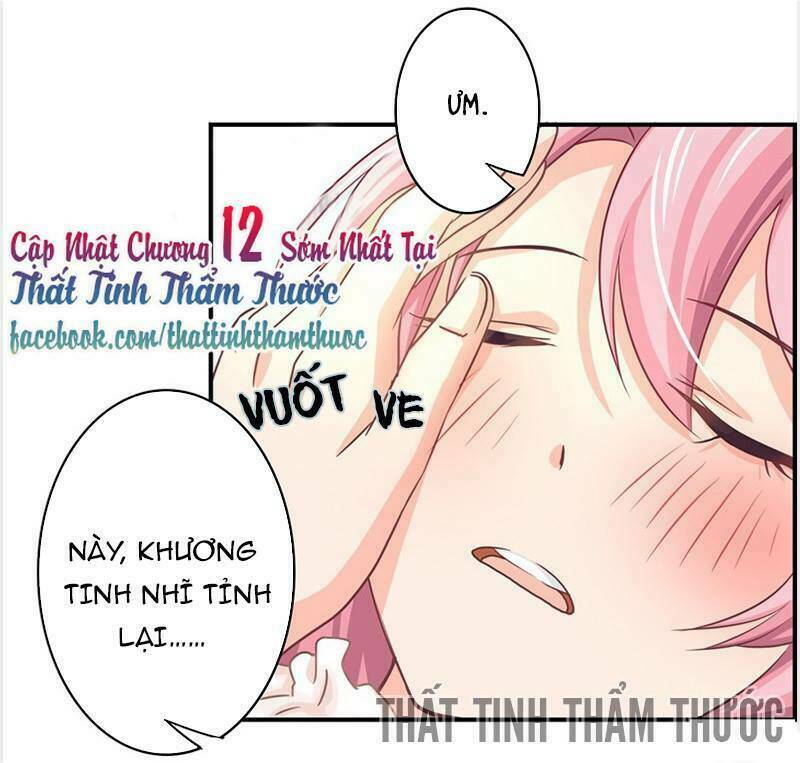 ƯM.
Cập Nhật Chương 12 Sớm Nhất Tại
Thất Tinh Thẩm Thước
facebook.com/thattinhthamthuoc
VUỐT VE
NÀY, KHƯƠNG
TINH NHĨ TỈNH
LẠI......
THẤT TINH THẨM THƯỚC